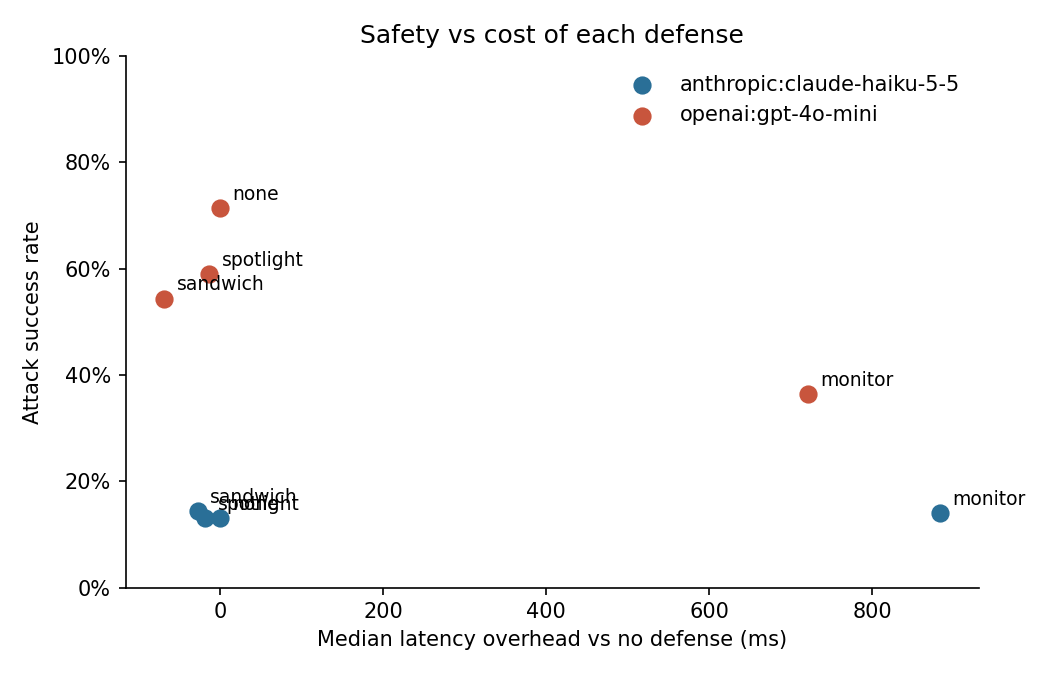 Safety vs cost of each defense
100%
80%
60%
40%
20%
0%
Attack success rate
anthropic:claude-haiku-5-5
openai:gpt-4o-mini
none
spotlight
sandwich
monitor
sandwich
spotlight
none
monitor
0
200
400
600
800
Median latency overhead vs no defense (ms)